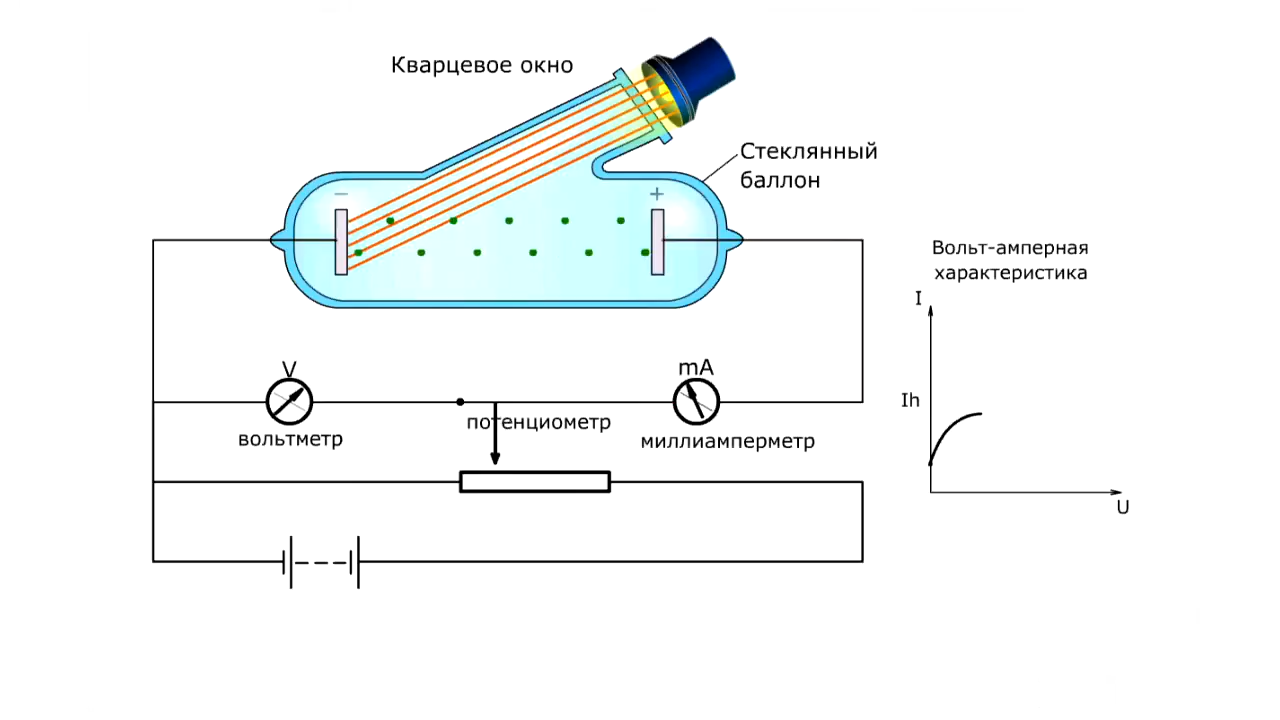 Кварцевое окно
Стеклянный
баллон
−
+
V
вольтметр
потенциометр
mA
миллиамперметр
Вольт-амперная
характеристика
I
Ih
U